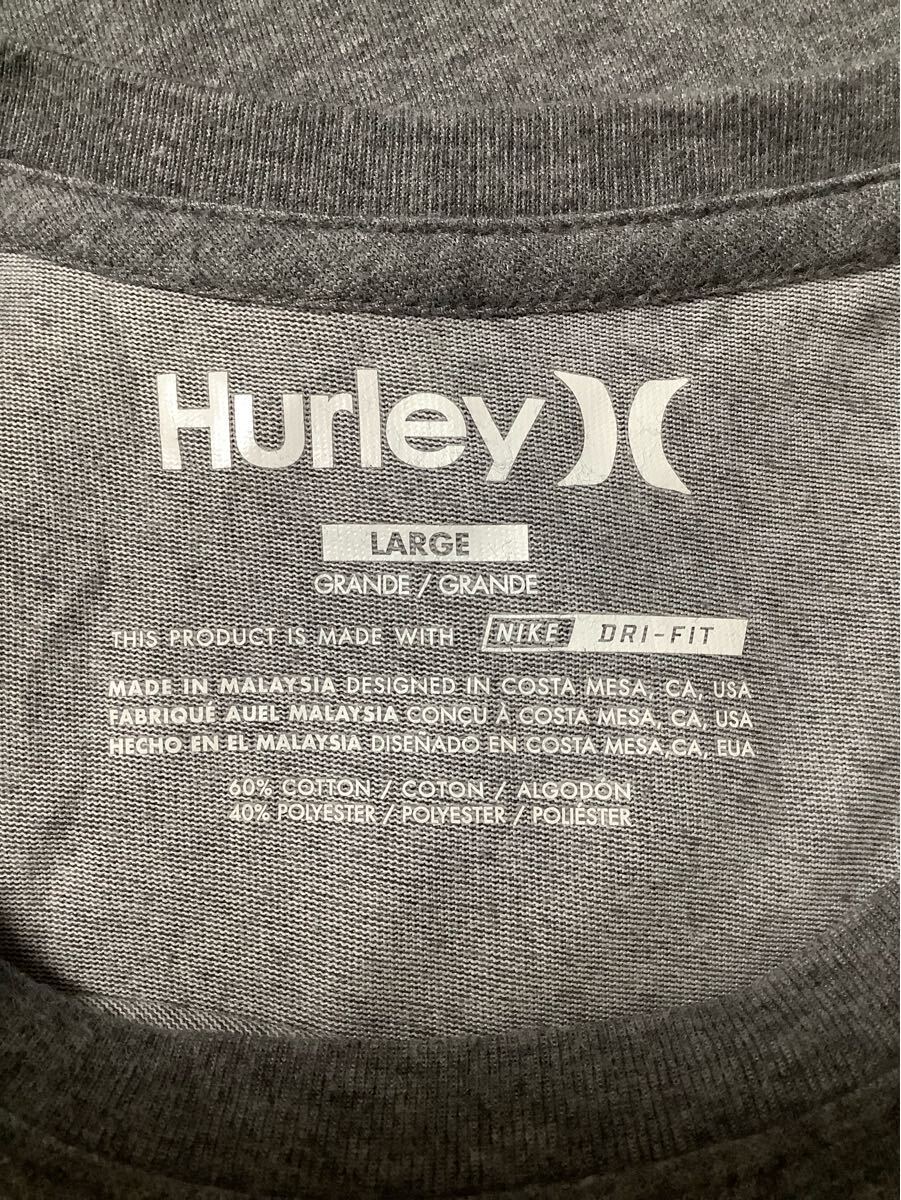 Hurley
LARGE
GRANDE / GRANDE
THIS PRODUCT IS MADE WITH NIKE DRI-FIT
MADE IN MALAYSIA DESIGNED IN COSTA MESA, CA, USA
FABRIQUÉ AUEL MALAYSIA CONCU À COSTA MESA, CA, USA
HECHO EN EL MALAYSIA DISENADO EN COSTA MESA,CA, EUA
60% COTTON / COTON / ALGODÓN
40% POLYESTER / POLYESTER / POLIÉSTER